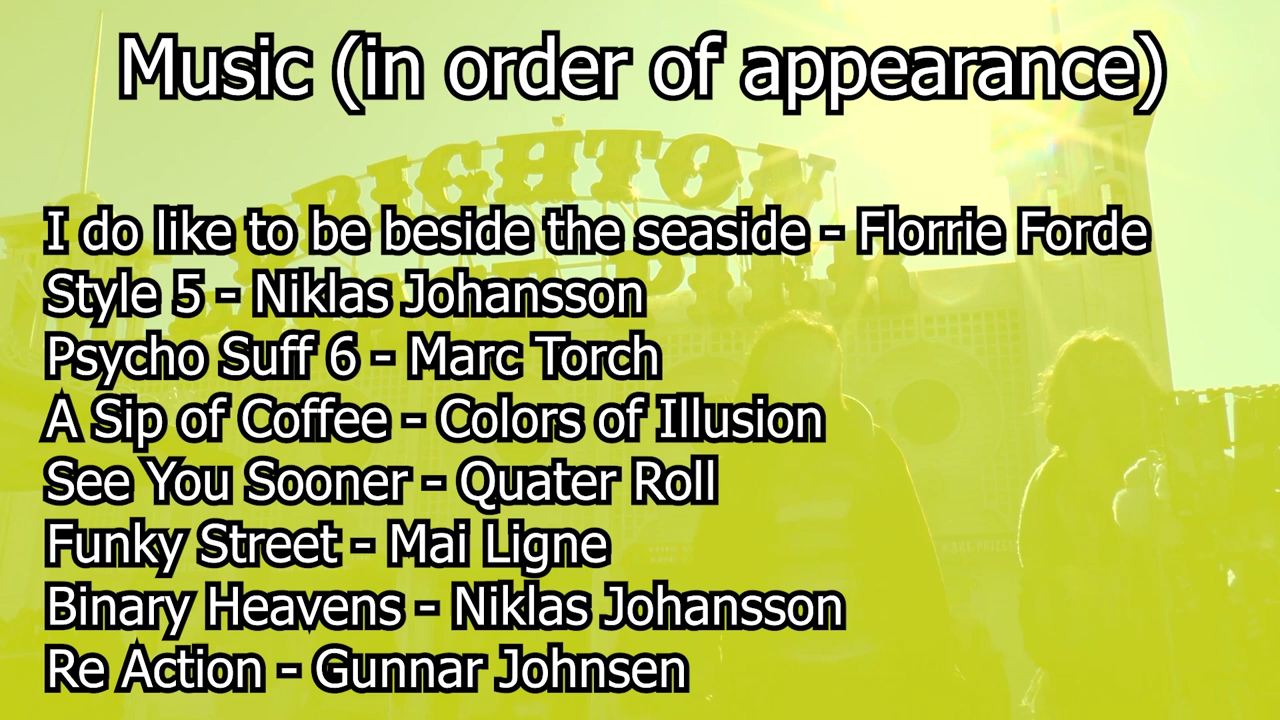 Music (in order of appearance)
BRIGHTON
I do like to be beside the seaside - Florrie Forde
Style 5 - Niklas Johansson
Psycho Suff 6 - Marc Torch
A Sip of Coffee - Colors of Illusion
See You Sooner - Quater Roll
Funky Street - Mai Ligne
Binary Heavens - Niklas Johansson
Re Action - Gunnar Johnsen